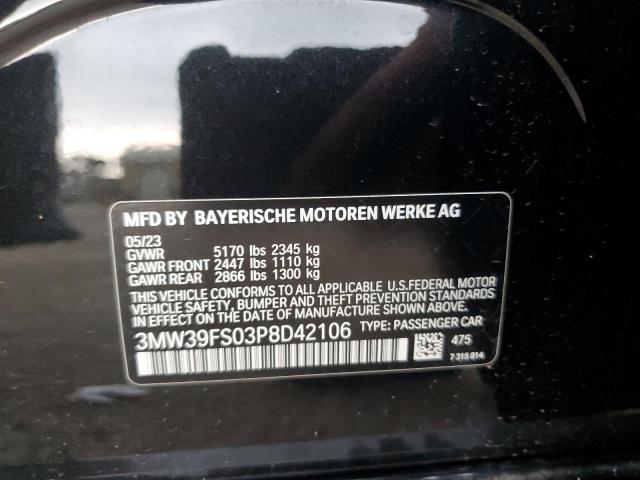 MFD BY BAYERISCHE MOTOREN WERKE AG
05/23
GVWR 5170 lbs 2345 kg
GAWR FRONT 2447 lbs 1110 kg
GAWR REAR 2866 lbs 1300 kg
THIS VEHICLE CONFORMS TO ALL APPLICABLE U.S.FEDERAL MOTOR
VEHICLE SAFETY, BUMPER AND THEFT PREVENTION STANDARDS
IN EFFECT ON THE DATE OF MANUFACTURE SHOWN ABOVE.
3MW39FS03P8D42106 TYPE: PASSENGER CAR
475
7 315 814